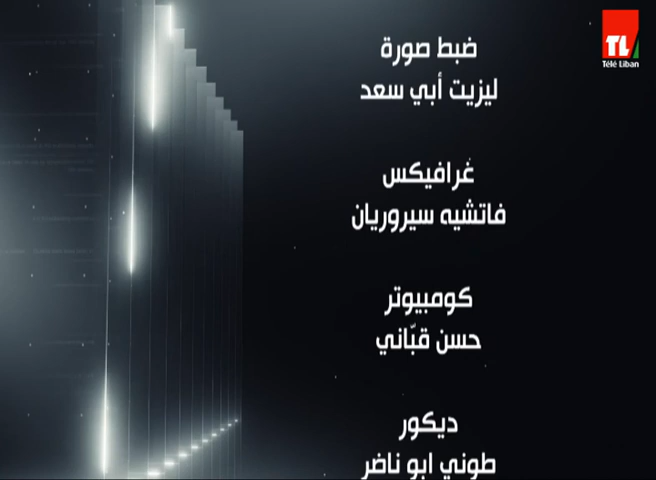 TL
Télé Liban
ضبط صورة
ليزيت أبي سعد
غرافيكس
فاتشيه سيروريان
كومبيوتر
حسن قبّاني
ديكور
طوني ابو ناضر